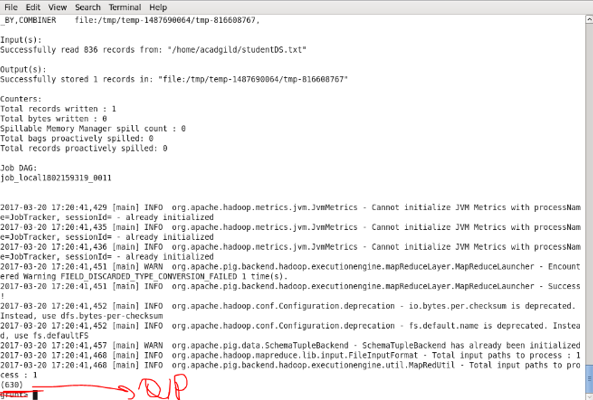 File Edit View Search Terminal Help
_BY,COMBINER file:/tmp/temp-1487690064/tmp-816608767,
Input(s):
Successfully read 836 records from: "/home/acadgild/studentDS.txt"
Output(s):
Successfully stored 1 records in: "file:/tmp/temp-1487690064/tmp-816608767"
Counters:
Total records written : 1
Total bytes written : 0
Spillable Memory Manager spill count : 0
Total bags proactively spilled: 0
Total records proactively spilled: 0
Job DAG:
job_local1802159319_0011
2017-03-20 17:20:41,429 [main] INFO org.apache.hadoop.metrics.jvm.JvmMetrics - Cannot initialize JVM Metrics with processNam
e=JobTracker, sessionId= - already initialized
2017-03-20 17:20:41,435 [main] INFO org.apache.hadoop.metrics.jvm.JvmMetrics - Cannot initialize JVM Metrics with processNam
e=JobTracker, sessionId= - already initialized
2017-03-20 17:20:41,436 [main] INFO org.apache.hadoop.metrics.jvm.JvmMetrics - Cannot initialize JVM Metrics with processNam
e=JobTracker, sessionId= - already initialized
2017-03-20 17:20:41,451 [main] WARN org.apache.pig.backend.hadoop.executionengine.mapReduceLayer.MapReduceLauncher - Encount
ered Warning FIELD_DISCARDED_TYPE_CONVERSION_FAILED 1 time(s).
2017-03-20 17:20:41,451 [main] INFO org.apache.pig.backend.hadoop.executionengine.mapReduceLayer.MapReduceLauncher - Success
!
2017-03-20 17:20:41,452 [main] INFO org.apache.hadoop.conf.Configuration.deprecation - io.bytes.per.checksum is deprecated.
Instead, use dfs.bytes-per-checksum
2017-03-20 17:20:41,452 [main] INFO org.apache.hadoop.conf.Configuration.deprecation - fs.default.name is deprecated. Instea
d, use fs.defaultFS
2017-03-20 17:20:41,457 [main] WARN org.apache.pig.data.SchemaTupleBackend - SchemaTupleBackend has already been initialized
2017-03-20 17:20:41,468 [main] INFO org.apache.hadoop.mapreduce.lib.input.FileInputFormat - Total input paths to process : 1
2017-03-20 17:20:41,468 [main] INFO org.apache.pig.backend.hadoop.executionengine.util.MapRedUtil - Total input paths to pro
cess : 1
(630)
O/P
grunt>